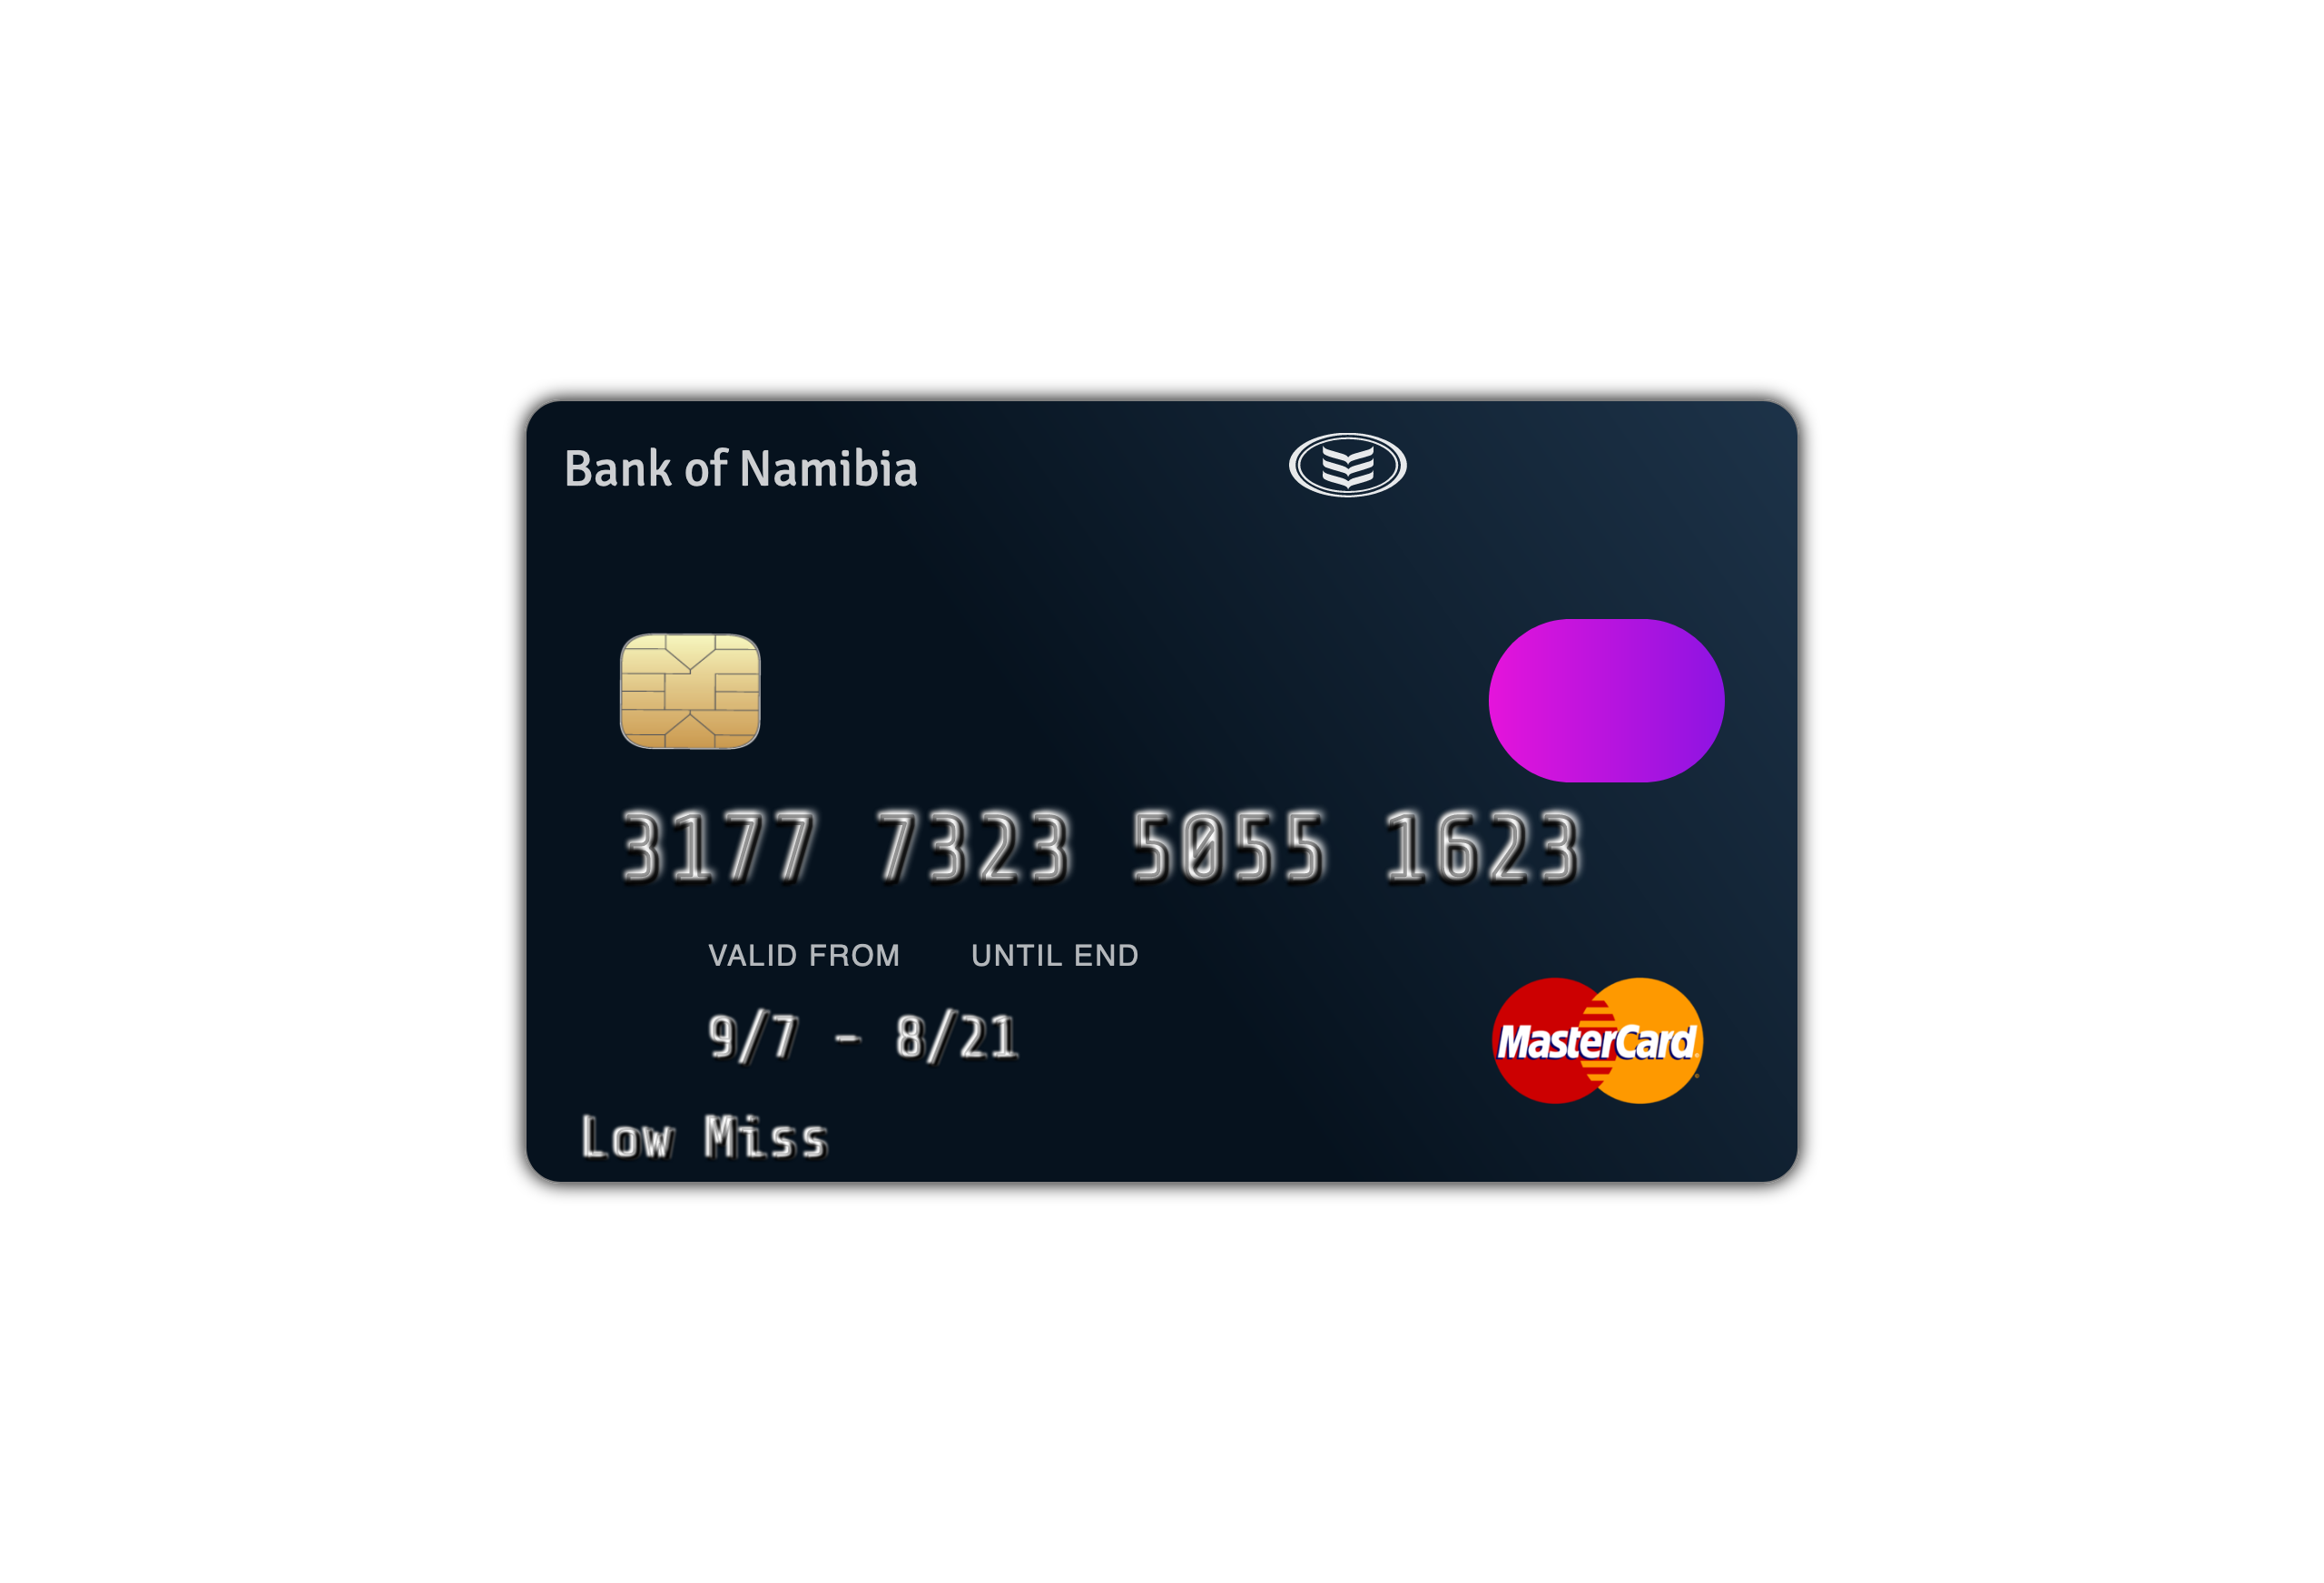 Bank of Namibia
3177 7323 5055 1623
VALID FROM UNTIL END
9/7 - 8/21
MasterCard
Low Miss